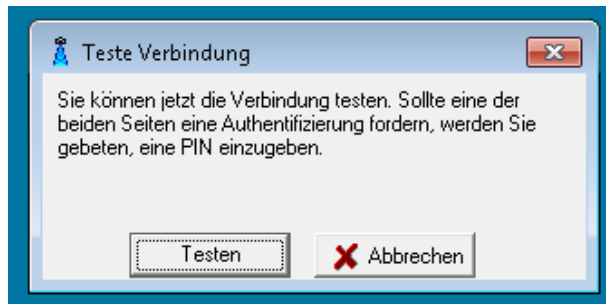 Teste Verbindung
Sie können jetzt die Verbindung testen. Sollte eine der
beiden Seiten eine Authentifizierung fordern, werden Sie
gebeten, eine PIN einzugeben.
Testen
Abbrechen